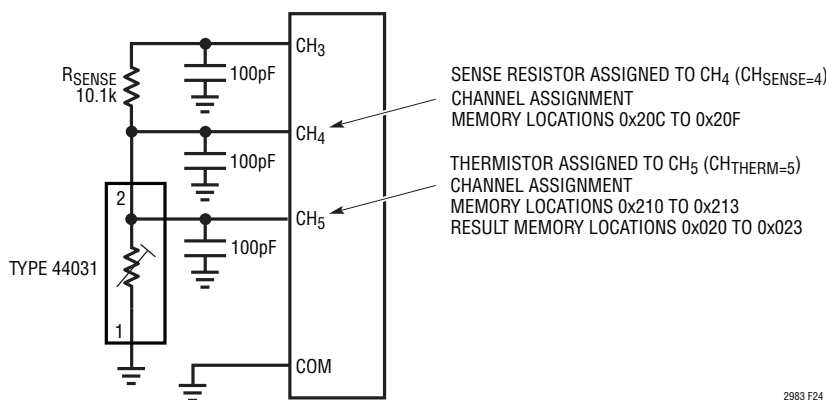 CH3
RSENSE
10.1k
100pF
SENSE RESISTOR ASSIGNED TO CH4 (CHSENSE=4)
CHANNEL ASSIGNMENT
MEMORY LOCATIONS 0x20C TO 0x20F
CH4
100pF
THERMISTOR ASSIGNED TO CH5 (CHTHERM=5)
CHANNEL ASSIGNMENT
MEMORY LOCATIONS 0x210 TO 0x213
RESULT MEMORY LOCATIONS 0x020 TO 0x023
2
CH5
100pF
TYPE 44031
1
COM
2983 F24